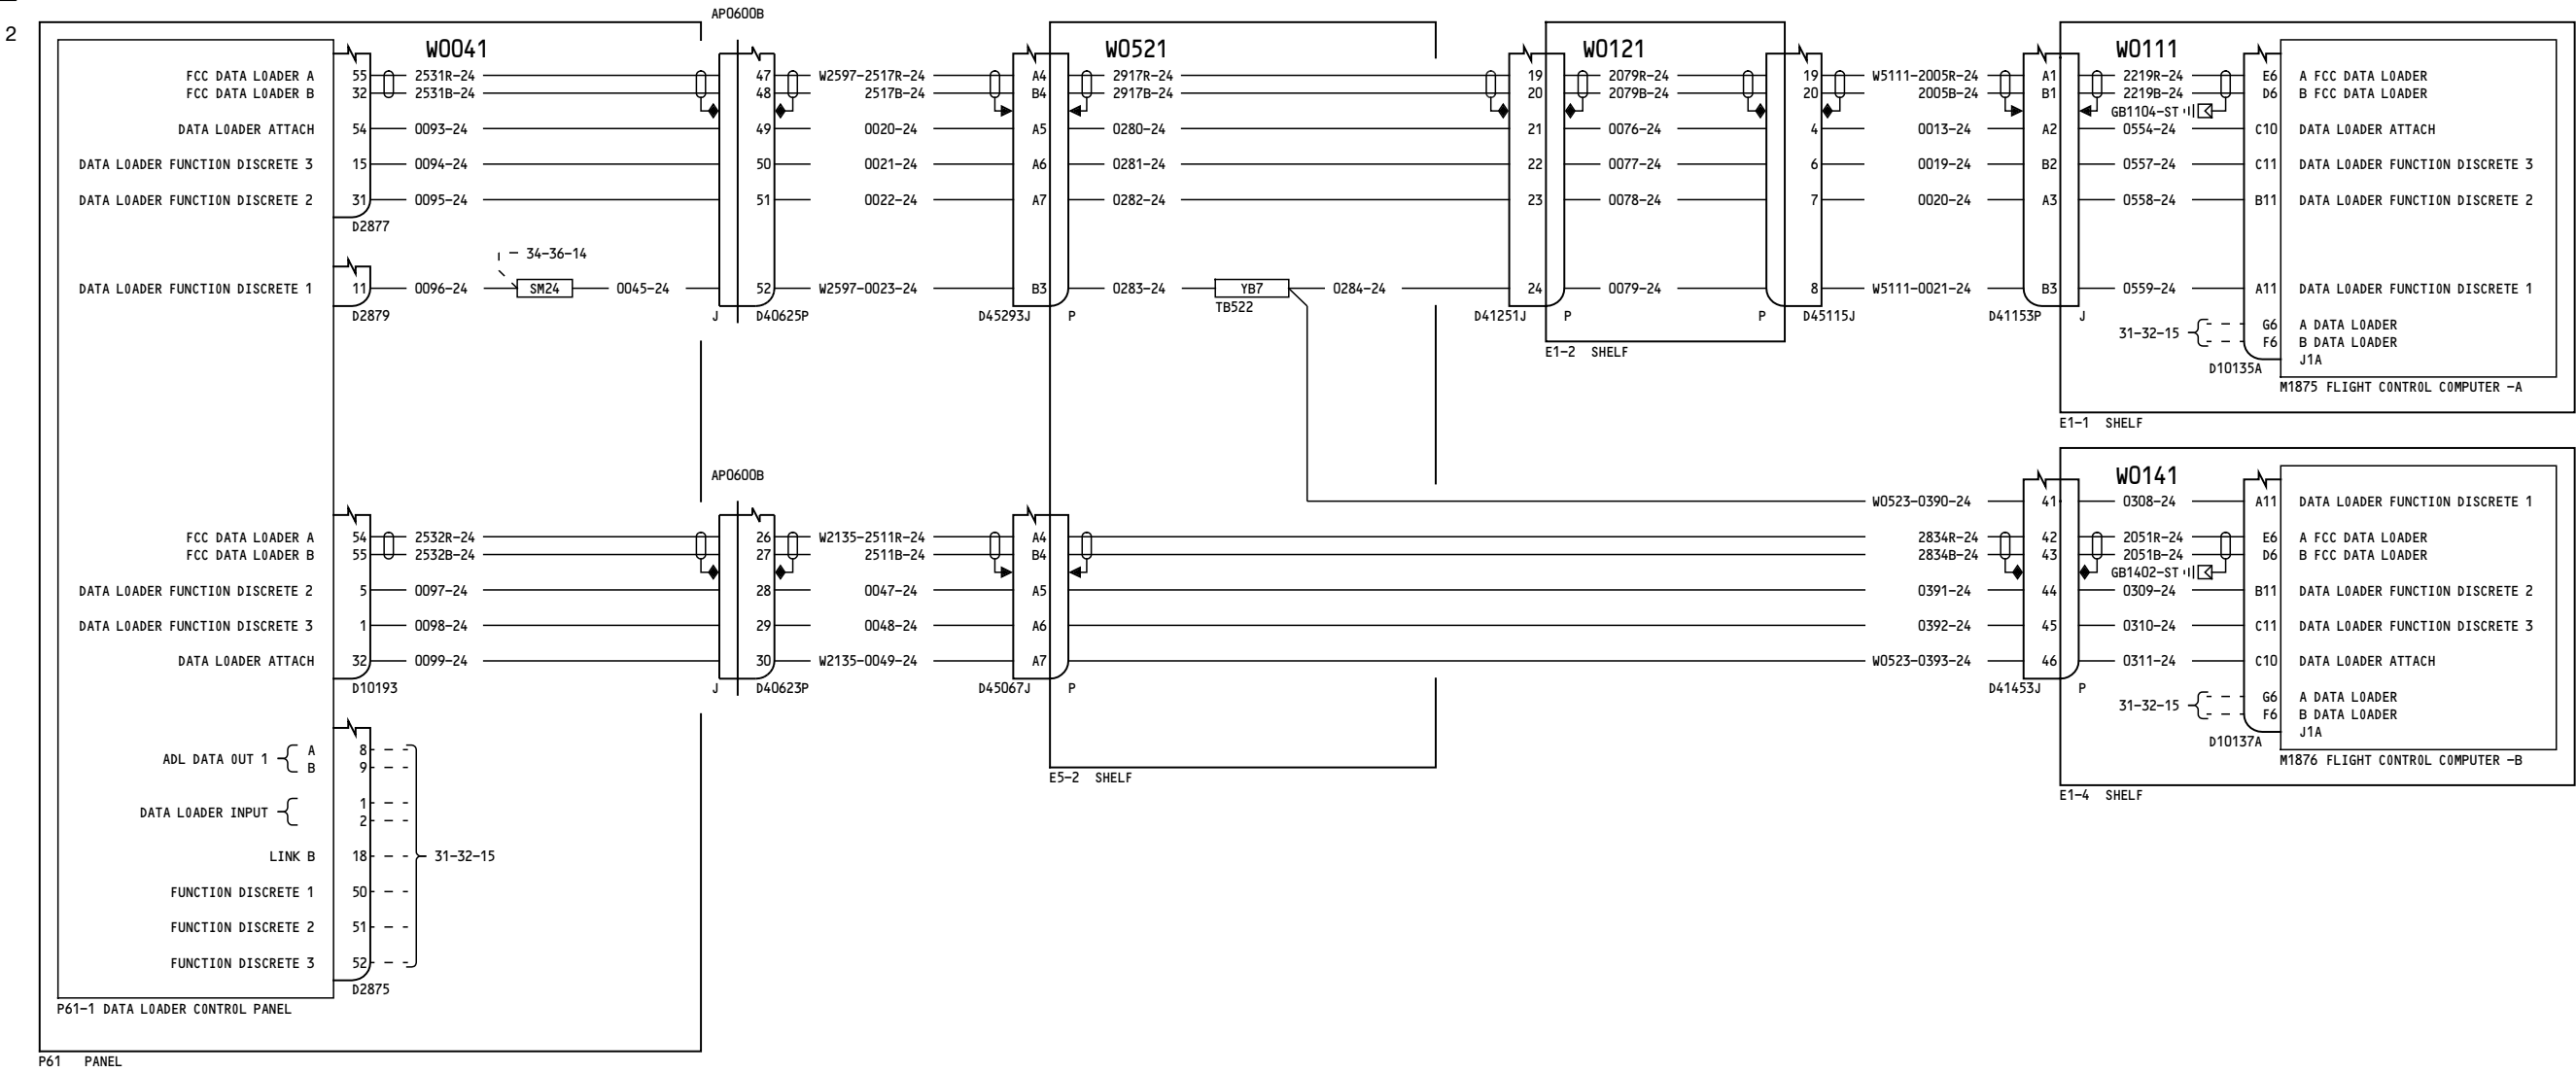 2
AP0600B
W0041
W0521
W0121
W0111
FCC DATA LOADER A 55 2531R-24 47 W2597-2517R-24 A4 2917R-24 19 2079R-24 19 W5111-2005R-24 A1 2219R-24 E6 A FCC DATA LOADER
FCC DATA LOADER B 32 2531B-24 48 2517B-24 B4 2917B-24 20 2079B-24 20 2005B-24 B1 2219B-24 D6 B FCC DATA LOADER
GB1104-ST
DATA LOADER ATTACH 54 0093-24 49 0020-24 A5 0280-24 21 0076-24 4 0013-24 A2 0554-24 C10 DATA LOADER ATTACH
DATA LOADER FUNCTION DISCRETE 3 15 0094-24 50 0021-24 A6 0281-24 22 0077-24 6 0019-24 B2 0557-24 C11 DATA LOADER FUNCTION DISCRETE 3
DATA LOADER FUNCTION DISCRETE 2 31 0095-24 51 0022-24 A7 0282-24 23 0078-24 7 0020-24 A3 0558-24 B11 DATA LOADER FUNCTION DISCRETE 2
D2877
34-36-14
DATA LOADER FUNCTION DISCRETE 1 11 0096-24 SM24 0045-24 52 W2597-0023-24 B3 0283-24 YB7 0284-24 24 0079-24 8 W5111-0021-24 B3 0559-24 A11 DATA LOADER FUNCTION DISCRETE 1
D2879 J D40625P D45293J P TB522 D41251J P P D45115J D41153P J
31-32-15 G6 A DATA LOADER
F6 B DATA LOADER
E1-2 SHELF
J1A
D10135A
M1875 FLIGHT CONTROL COMPUTER -A
E1-1 SHELF
AP0600B
W0141
W0523-0390-24 41 0308-24 A11 DATA LOADER FUNCTION DISCRETE 1
FCC DATA LOADER A 54 2532R-24 26 W2135-2511R-24 A4 2834R-24 42 2051R-24 E6 A FCC DATA LOADER
FCC DATA LOADER B 55 2532B-24 27 2511B-24 B4 2834B-24 43 2051B-24 D6 B FCC DATA LOADER
GB1402-ST
DATA LOADER FUNCTION DISCRETE 2 5 0097-24 28 0047-24 A5 0391-24 44 0309-24 B11 DATA LOADER FUNCTION DISCRETE 2
DATA LOADER FUNCTION DISCRETE 3 1 0098-24 29 0048-24 A6 0392-24 45 0310-24 C11 DATA LOADER FUNCTION DISCRETE 3
DATA LOADER ATTACH 32 0099-24 30 W2135-0049-24 A7 W0523-0393-24 46 0311-24 C10 DATA LOADER ATTACH
D10193 J D40623P D45067J P D41453J P
31-32-15 G6 A DATA LOADER
F6 B DATA LOADER
J1A
D10137A
M1876 FLIGHT CONTROL COMPUTER -B
E1-4 SHELF
E5-2 SHELF
ADL DATA OUT 1 A 8
B 9
DATA LOADER INPUT 1
2
LINK B 18 31-32-15
FUNCTION DISCRETE 1 50
FUNCTION DISCRETE 2 51
FUNCTION DISCRETE 3 52
D2875
P61-1 DATA LOADER CONTROL PANEL
P61 PANEL